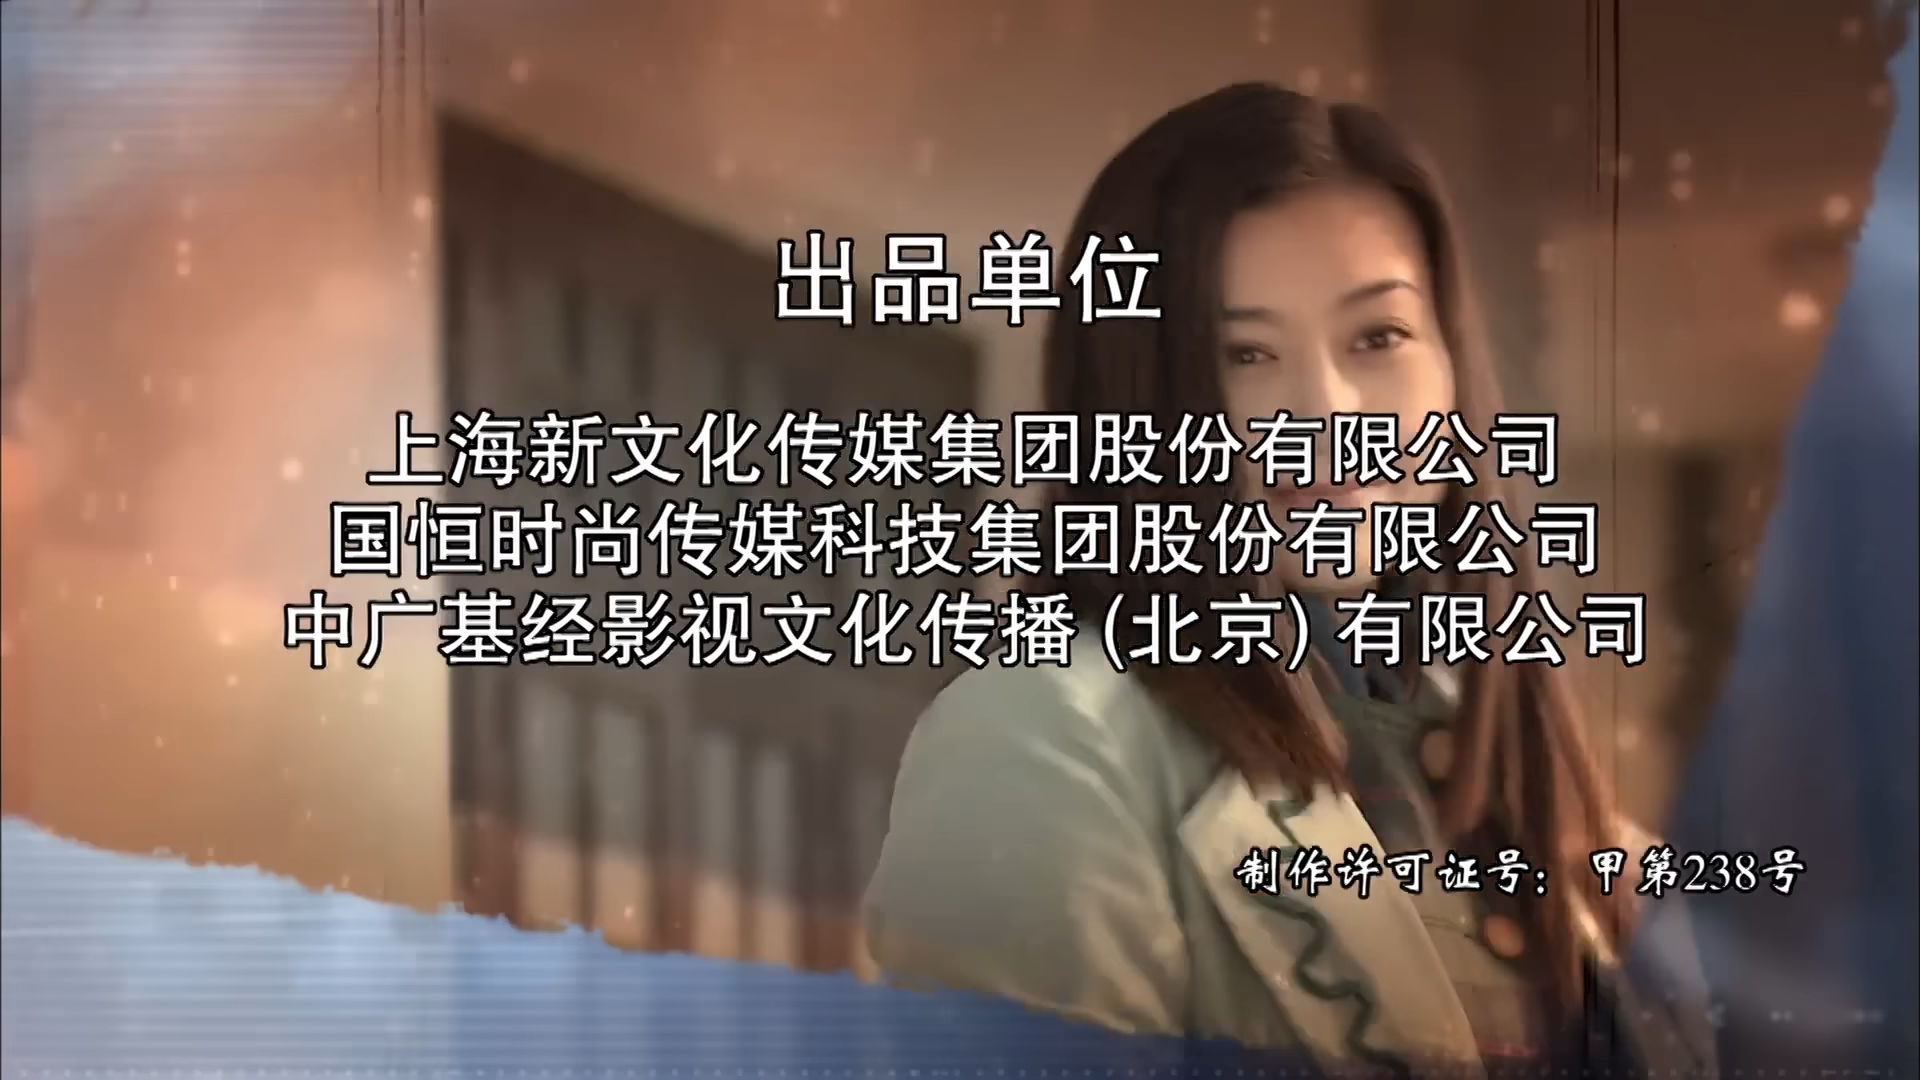 出品单位
上海新文化传媒集团股份有限公司
国恒时尚传媒科技集团股份有限公司
中广基经影视文化传播(北京)有限公司
制作许可证号：甲第238号